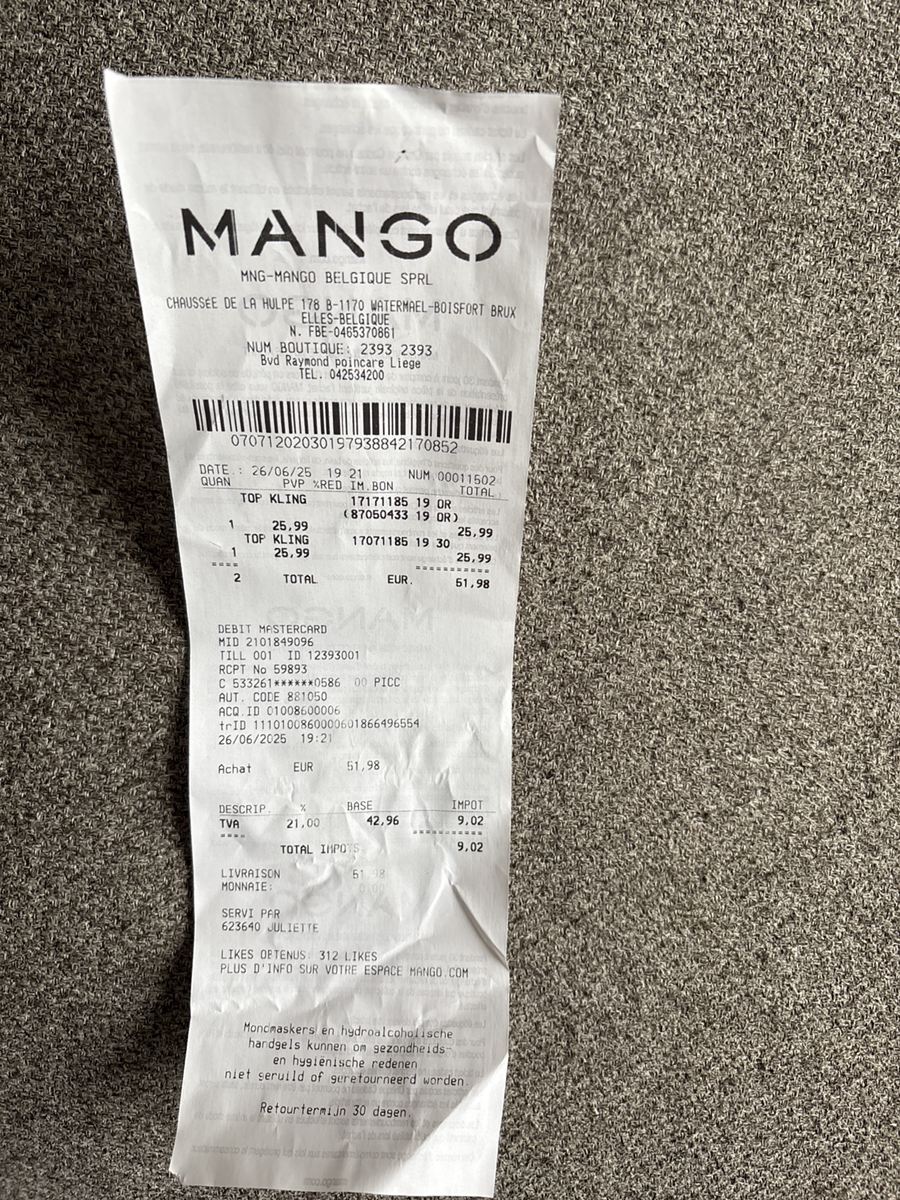 MANGO
MNG-MANGO BELGIQUE SPRL
CHAUSSéE DE LA HULPE 178 B-1170 WATERMAEL-BOISFORT BRUX
ELLES-BELGIQUE
N. FBE-0465370861
NUM BOUTIQUE: 2393 2393
Bvd Raymond poincare Liege
TEL. 042534200
0707120203019793884217​0852
DATE.: 26/06/25 19:21 NUM.00011502
QUAN PVP %RED IM.BON TOTAL
TOP KLING 17171185 19 OR
(87050433 19 OR)
1 25,99 25,99
TOP KLING 17071185 19 30
1 25,99 25,99
==== ===========
2 TOTAL EUR. 51,98
DEBIT MASTERCARD
MID 2101849096
TILL 001 ID 12393001
RCPT No 59893
C 533261******0586 00 PICC
AUT. CODE 881050
ACQ.ID 01008600006
trID 1110100860000601866496554
26/06/2025 19:21
Achat EUR 51,98
DESCRIP. % BASE IMPOT
TVA 21,00 42,96 9,02
==== ===========
TOTAL IMPOTS 9,02
LIVRAISON 51,98
MONNAIE: 0,00
SERVI PAR
623640 JULIETTE
LIKES OBTENUS: 312 LIKES
PLUS D'INFO SUR VOTRE ESPACE MANGO.COM
Mondmaskers en hydroalcoholische
handgels kunnen om gezondheids-
en hygiënische redenen
niet geruild of geretourneerd worden.
Retourtermijn 30 dagen.